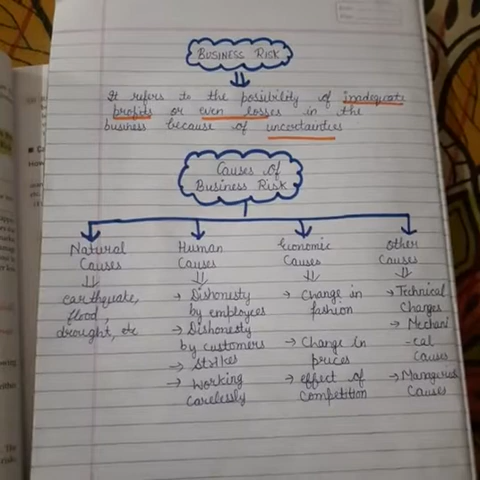 BUSINESS RISK
It refers to the possibility of inadequate
profits or even losses in the
business because of uncertainties
Causes of
Business Risk
Natural
Causes
earthquake,
flood,
drought, etc
Human
Causes
→ Dishonesty
by employees
→ Dishonesty
by customers
→ Strikes
→ Working
carelessly
Economic
Causes
→ Change in
fashion
→ Change in
prices
→ effect of
competition
Other
Causes
→ Technical
Changes
→ Mechani
-cal
Causes
→ Managerial
Causes